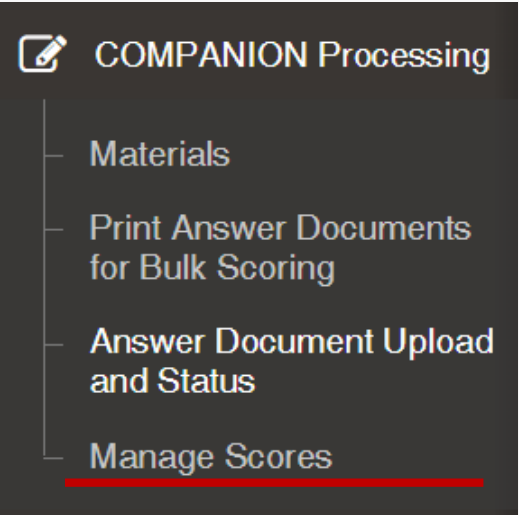 COMPANION Processing
Materials
Print Answer Documents
for Bulk Scoring
Answer Document Upload
and Status
Manage Scores